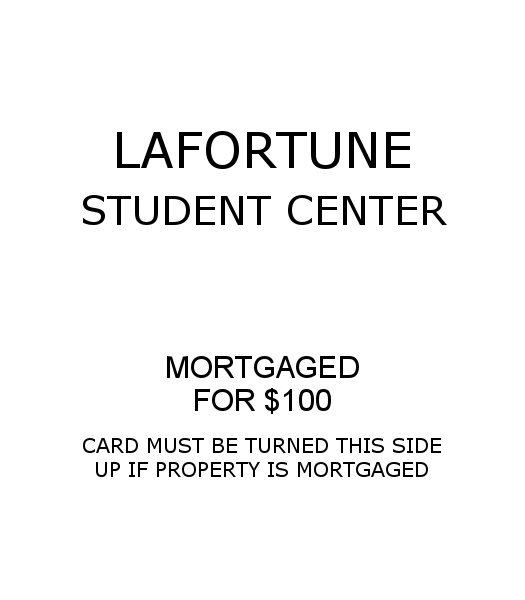 LAFORTUNE
STUDENT CENTER
MORTGAGED
FOR $100
CARD MUST BE TURNED THIS SIDE
UP IF PROPERTY IS MORTGAGED